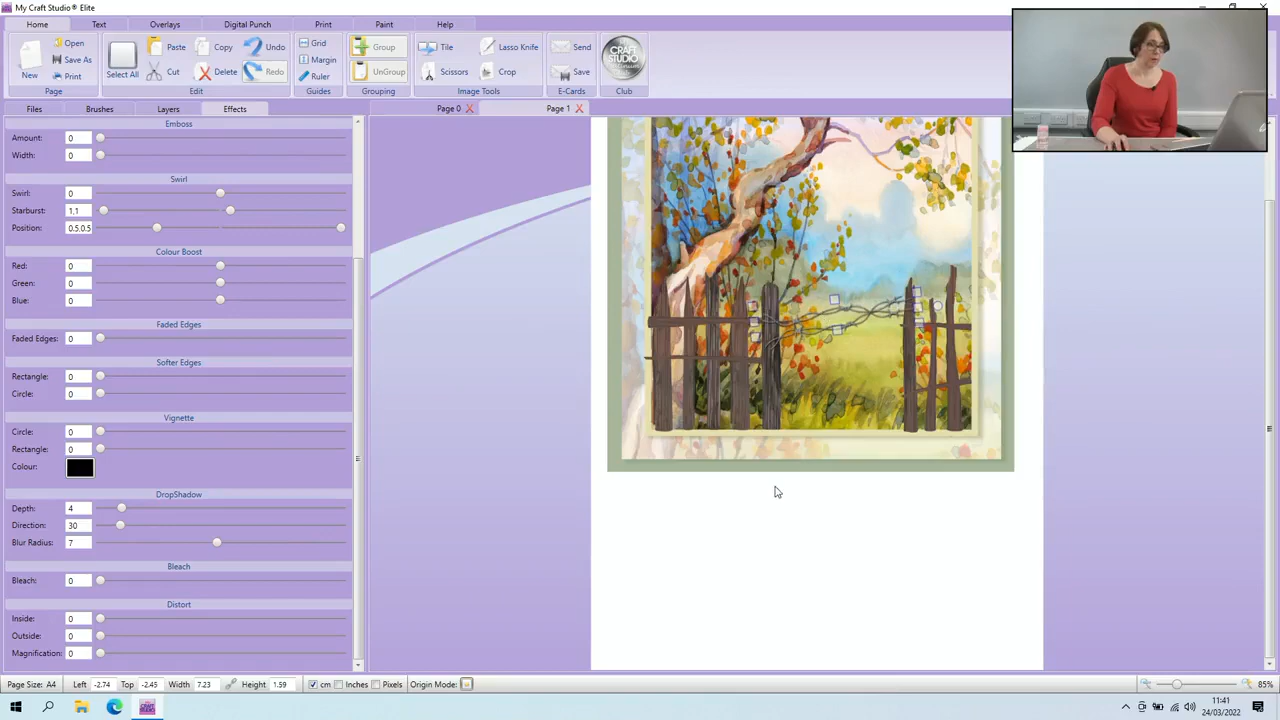 My Craft Studio® Elite
Home Text Overlays Digital Punch Print Paint Help
New Open Save As Print Page
Select All Paste Copy Undo Cut Delete Redo Edit
Grid Margin Ruler Guides
Group UnGroup Grouping
Tile Lasso Knife Scissors Crop Image Tools
Send Save E-Cards
CRAFT STUDIO Club
Files Brushes Layers Effects Page 0 Page 1
Emboss
Amount: 0
Width: 0
Swirl
Swirl: 0
Starburst: 1,1
Position: 0.5,0.5
Colour Boost
Red: 0
Green: 0
Blue: 0
Faded Edges
Faded Edges: 0
Softer Edges
Rectangle: 0
Circle: 0
Vignette
Circle: 0
Rectangle: 0
Colour:
DropShadow
Depth: 4
Direction: 30
Blur Radius: 7
Bleach
Bleach: 0
Distort
Inside: 0
Outside: 0
Magnification: 0
Page Size: A4 Left -2.74 Top -2.45 Width 7.23 Height 1.59 cm Inches Pixels Origin Mode: 85%
11:41
24/03/2022